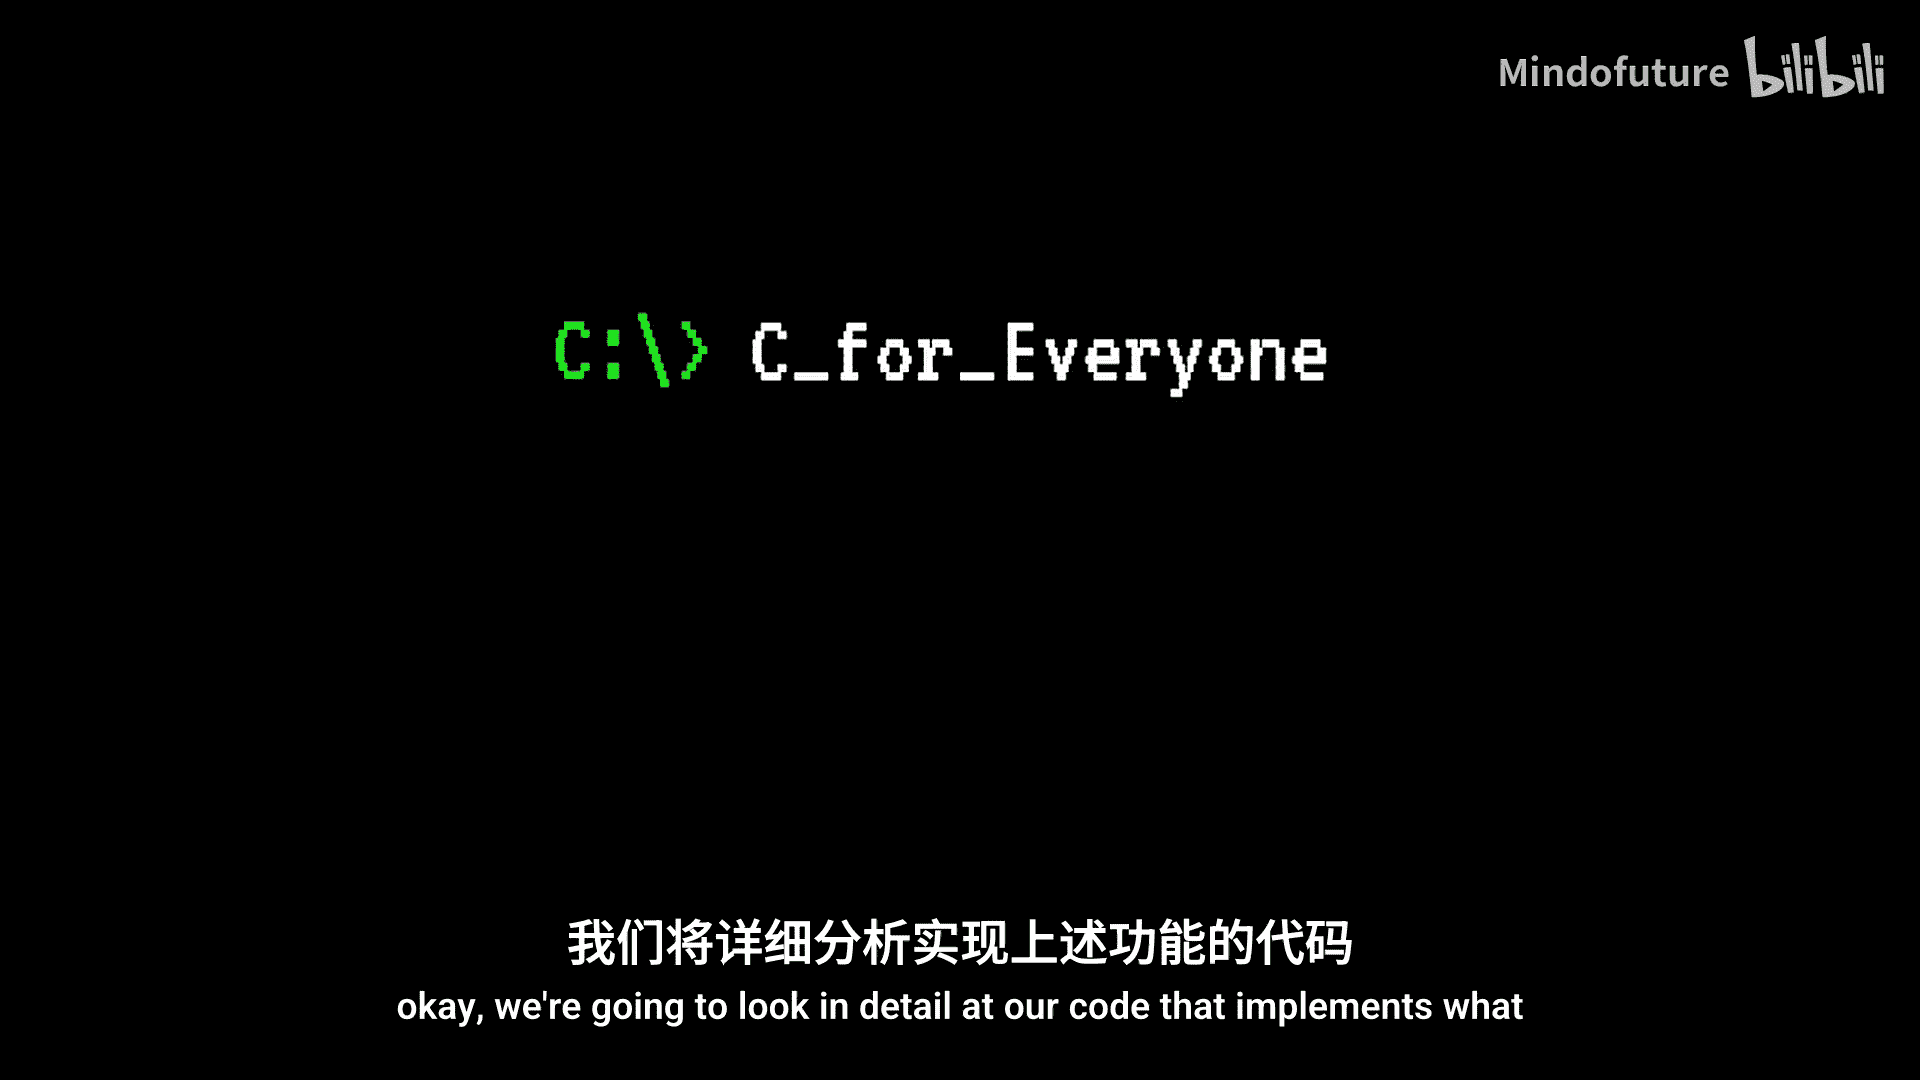 Mindofuture bilibili
C:\> C_for_Everyone
我们将详细分析实现上述功能的代码
okay, we're going to look in detail at our code that implements what